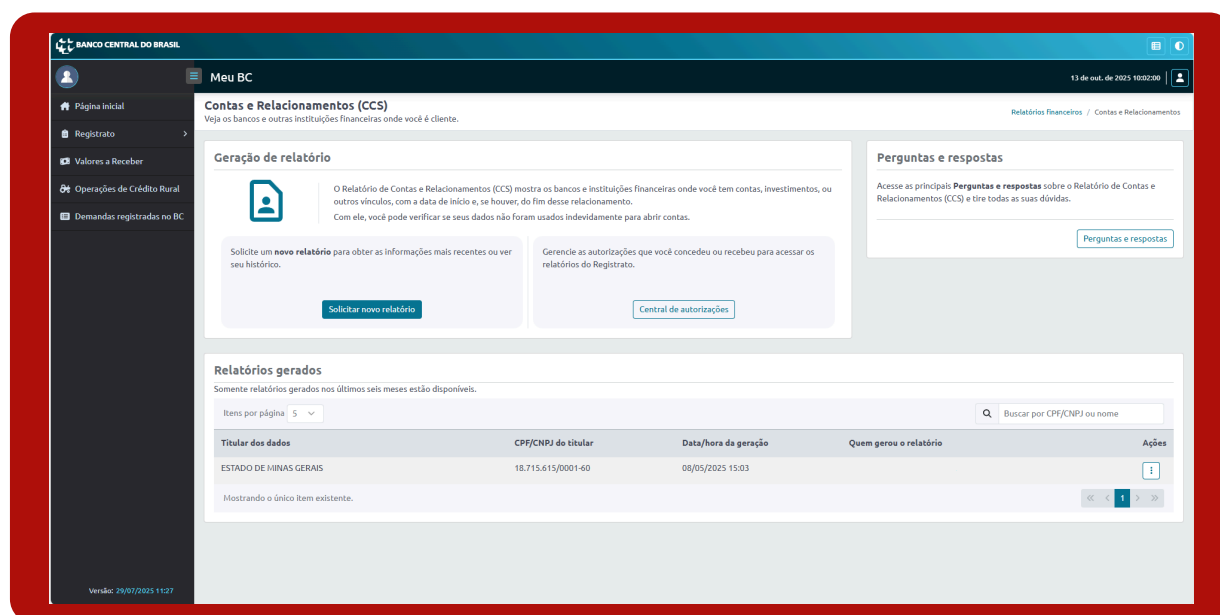 BANCO CENTRAL DO BRASIL
Meu BC
13 de out. de 2025 10:02:00
Página inicial
Registrato
Valores a Receber
Operações de Crédito Rural
Demandas registradas no BC
Versão: 29/07/2025 11:27
Contas e Relacionamentos (CCS)
Veja os bancos e outras instituições financeiras onde você é cliente.
Relatórios financeiros / Contas e Relacionamentos
Geração de relatório
O Relatório de Contas e Relacionamentos (CCS) mostra os bancos e instituições financeiras onde você tem contas, investimentos, ou
outros vínculos, com a data de início e, se houver, do fim desse relacionamento.
Com ele, você pode verificar se seus dados não foram usados indevidamente para abrir contas.
Solicite um novo relatório para obter as informações mais recentes ou ver
seu histórico.
Solicitar novo relatório
Gerencie as autorizações que você concedeu ou recebeu para acessar os
relatórios do Registrato.
Central de autorizações
Perguntas e respostas
Acesse as principais Perguntas e respostas sobre o Relatório de Contas e
Relacionamentos (CCS) e tire todas as suas dúvidas.
Perguntas e respostas
Relatórios gerados
Somente relatórios gerados nos últimos seis meses estão disponíveis.
Itens por página 5
Buscar por CPF/CNPJ ou nome
Titular dos dados CPF/CNPJ do titular Data/hora da geração Quem gerou o relatório Ações
ESTADO DE MINAS GERAIS 18.715.615/0001-60 08/05/2025 15:03
Mostrando o único item existente.
« < 1 > »